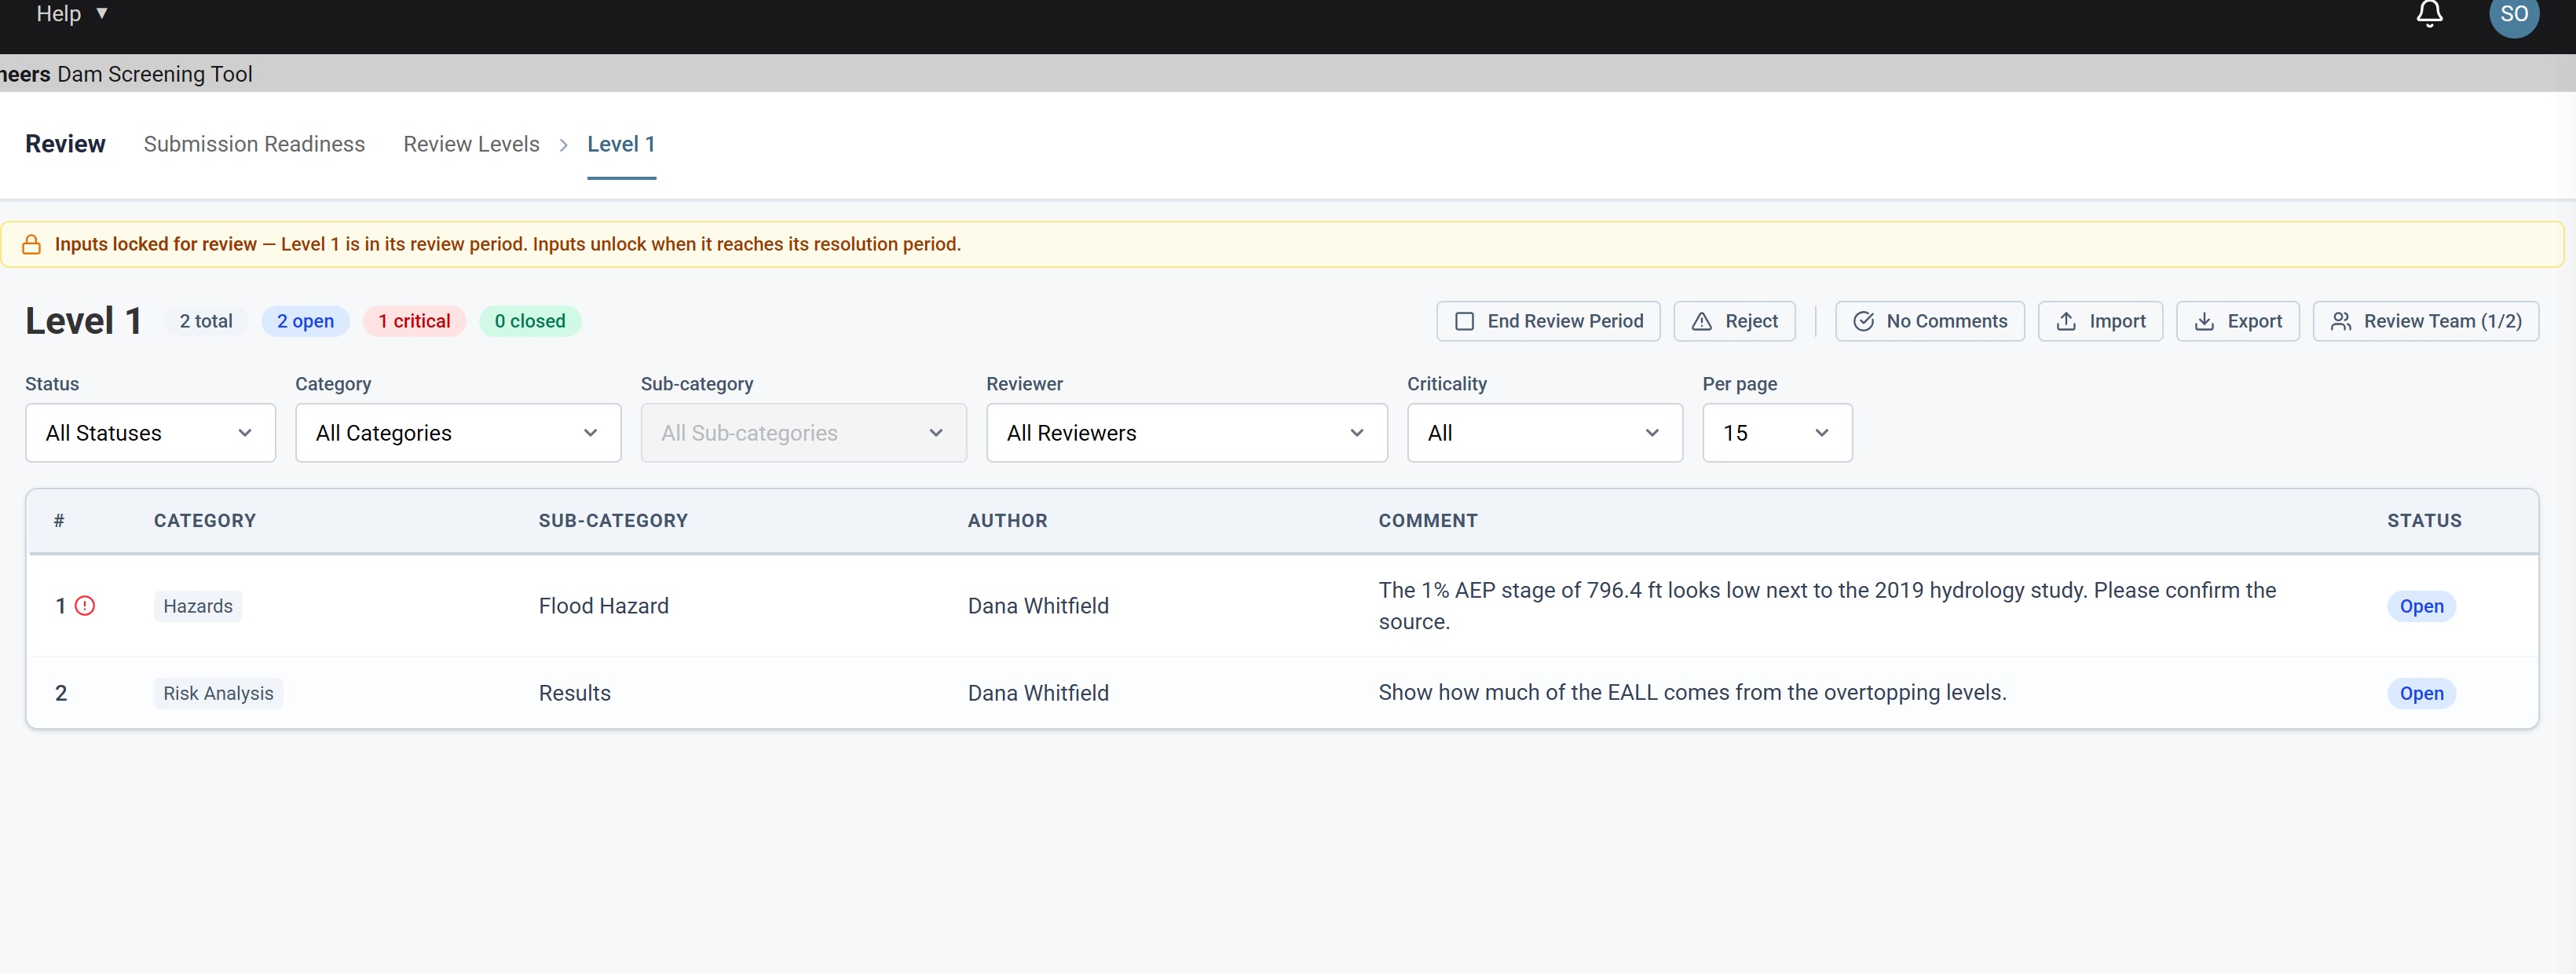 Help ▼
SO
neers Dam Screening Tool
Review Submission Readiness Review Levels > Level 1
Inputs locked for review — Level 1 is in its review period. Inputs unlock when it reaches its resolution period.
Level 1 2 total 2 open 1 critical 0 closed End Review Period Reject No Comments Import Export Review Team (1/2)
Status Category Sub-category Reviewer Criticality Per page
All Statuses All Categories All Sub-categories All Reviewers All 15
# CATEGORY SUB-CATEGORY AUTHOR COMMENT STATUS
1 Hazards Flood Hazard Dana Whitfield The 1% AEP stage of 796.4 ft looks low next to the 2019 hydrology study. Please confirm the
source.
Open
2 Risk Analysis Results Dana Whitfield Show how much of the EALL comes from the overtopping levels. Open